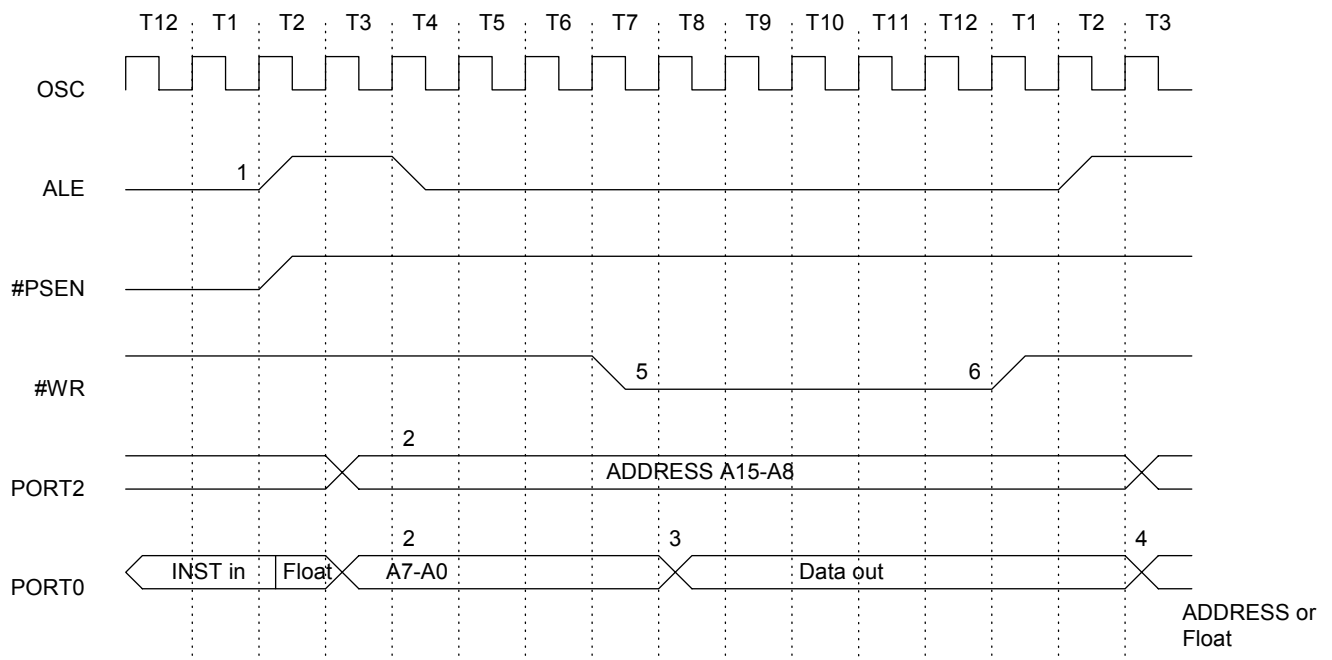 T12 T1 T2 T3 T4 T5 T6 T7 T8 T9 T10 T11 T12 T1 T2 T3
OSC
1
ALE
#PSEN
5 6
#WR
2
ADDRESS A15-A8
PORT2
2 3 4
INST in Float A7-A0 Data out
PORT0
ADDRESS or
Float